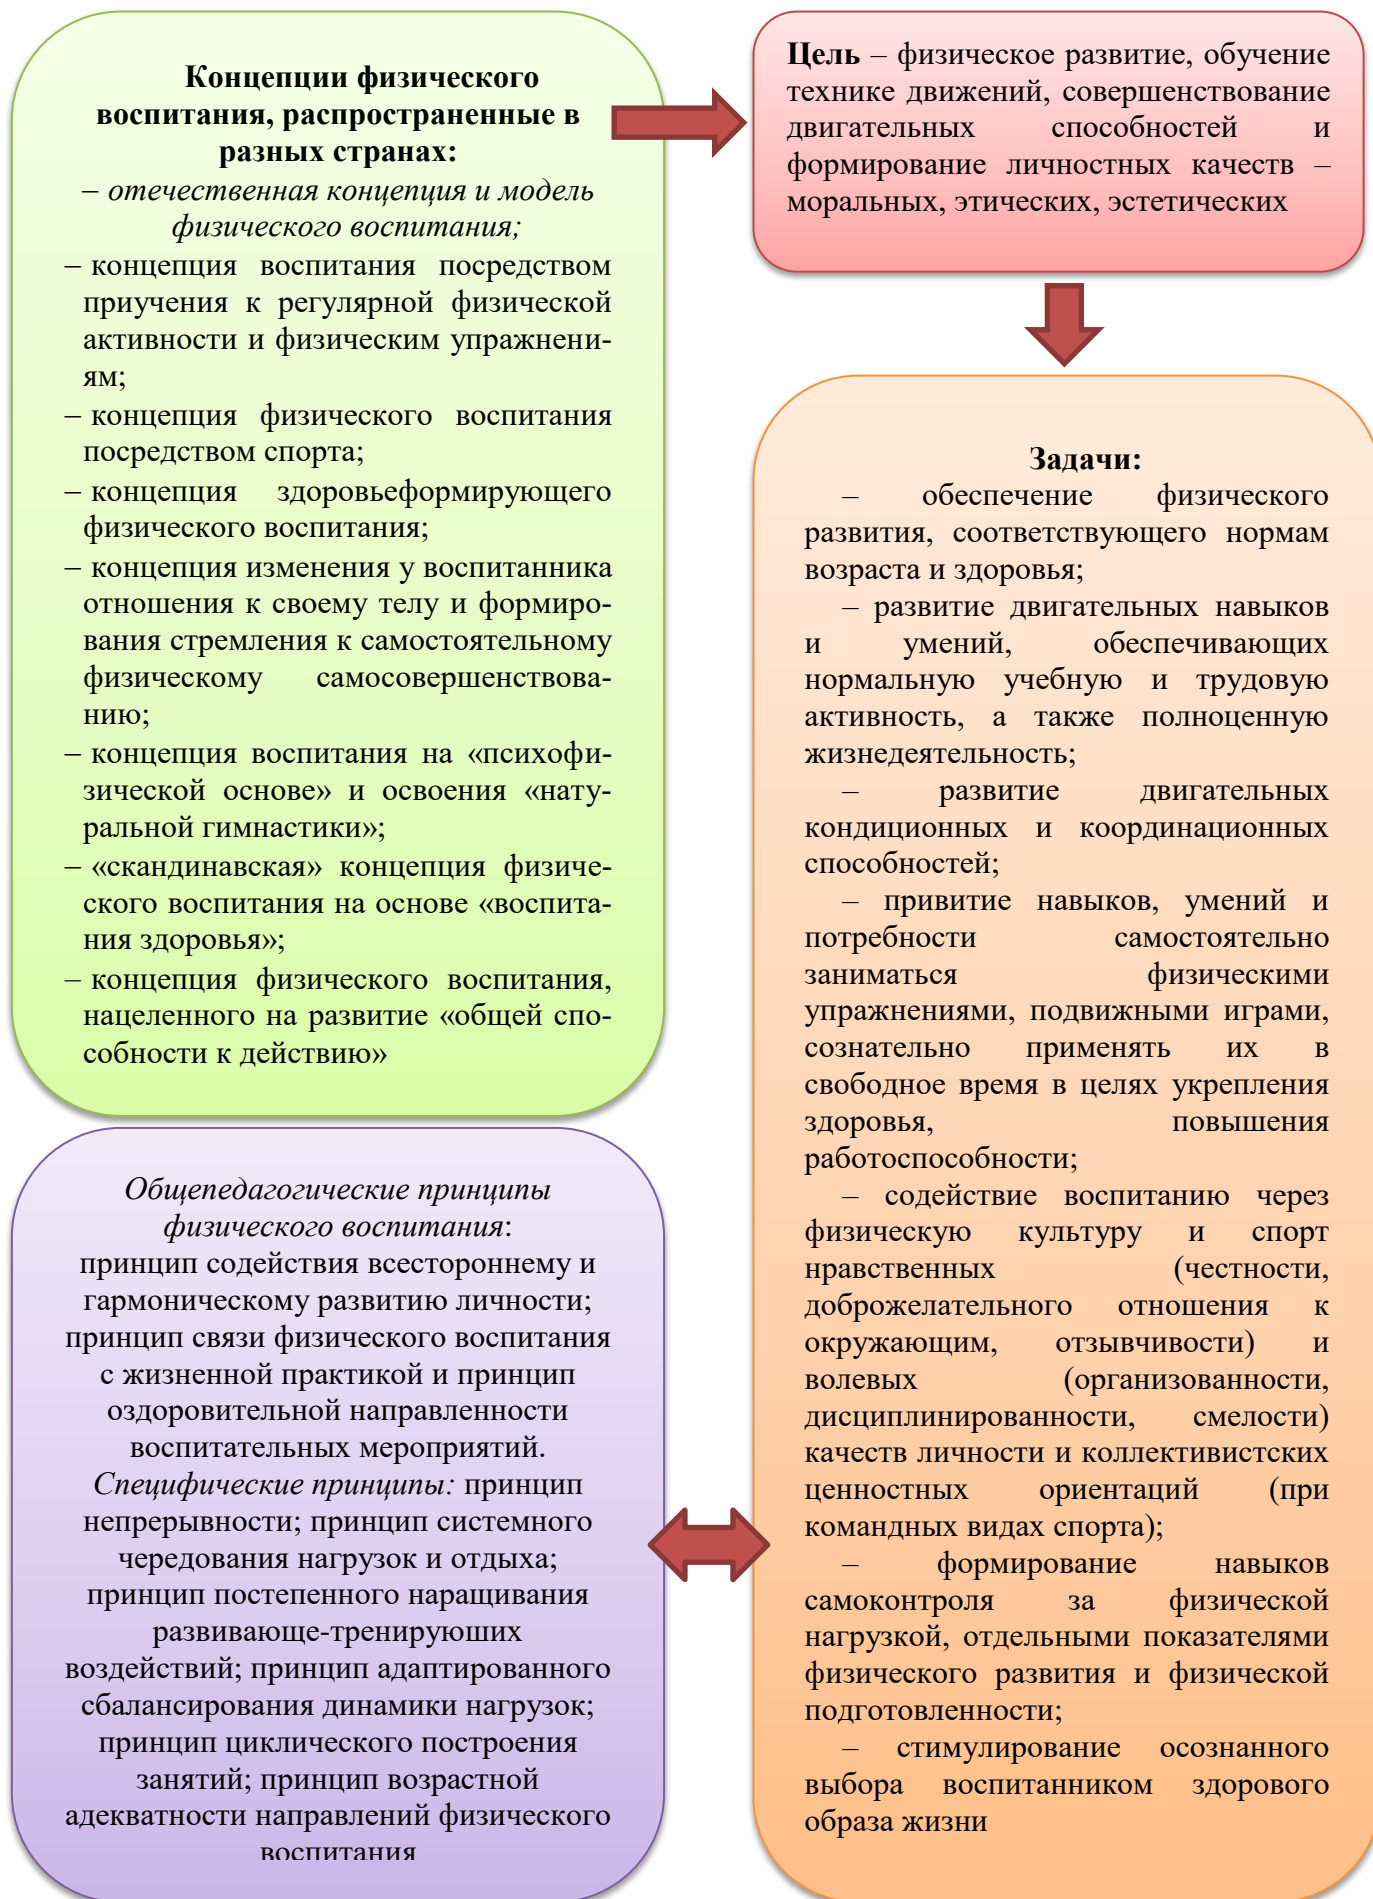 Концепции физического
воспитания, распространенные в
разных странах:
– отечественная концепция и модель
физического воспитания;
– концепция воспитания посредством
приучения к регулярной физической
активности и физическим упражнени-
ям;
– концепция физического воспитания
посредством спорта;
– концепция здоровьеформирующего
физического воспитания;
– концепция изменения у воспитанника
отношения к своему телу и формиро-
вания стремления к самостоятельному
физическому самосовершенствова-
нию;
– концепция воспитания на «психофи-
зической основе» и освоения «нату-
ральной гимнастики»;
– «скандинавская» концепция физиче-
ского воспитания на основе «воспита-
ния здоровья»;
– концепция физического воспитания,
нацеленного на развитие «общей спо-
собности к действию»
Цель – физическое развитие, обучение
технике движений, совершенствование
двигательных способностей и
формирование личностных качеств –
моральных, этических, эстетических
Задачи:
– обеспечение физического
развития, соответствующего нормам
возраста и здоровья;
– развитие двигательных навыков
и умений, обеспечивающих
нормальную учебную и трудовую
активность, а также полноценную
жизнедеятельность;
– развитие двигательных
кондиционных и координационных
способностей;
– привитие навыков, умений и
потребности самостоятельно
заниматься физическими
упражнениями, подвижными играми,
сознательно применять их в
свободное время в целях укрепления
здоровья, повышения
работоспособности;
– содействие воспитанию через
физическую культуру и спорт
нравственных (честности,
доброжелательного отношения к
окружающим, отзывчивости) и
волевых (организованности,
дисциплинированности, смелости)
качеств личности и коллективистских
ценностных ориентаций (при
командных видах спорта);
– формирование навыков
самоконтроля за физической
нагрузкой, отдельными показателями
физического развития и физической
подготовленности;
– стимулирование осознанного
выбора воспитанником здорового
образа жизни
Общепедагогические принципы
физического воспитания:
принцип содействия всестороннему и
гармоническому развитию личности;
принцип связи физического воспитания
с жизненной практикой и принцип
оздоровительной направленности
воспитательных мероприятий.
Специфические принципы: принцип
непрерывности; принцип системного
чередования нагрузок и отдыха;
принцип постепенного наращивания
развивающе-тренируюших
воздействий; принцип адаптированного
сбалансирования динамики нагрузок;
принцип циклического построения
занятий; принцип возрастной
адекватности направлений физического
воспитания